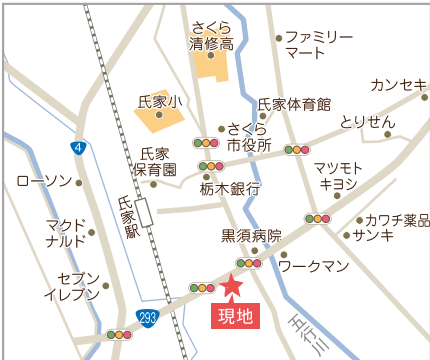 さくら
清修高
ファミリー
マート
カンセキ
氏家小
氏家体育館
とりせん
さくら
市役所
4
氏家
保育園
マツモト
キヨシ
ローソン
栃木銀行
氏家駅
マクド
ナルド
黒須病院
カワチ薬品
サンキ
ワークマン
セブン
イレブン
293
現地
五行川